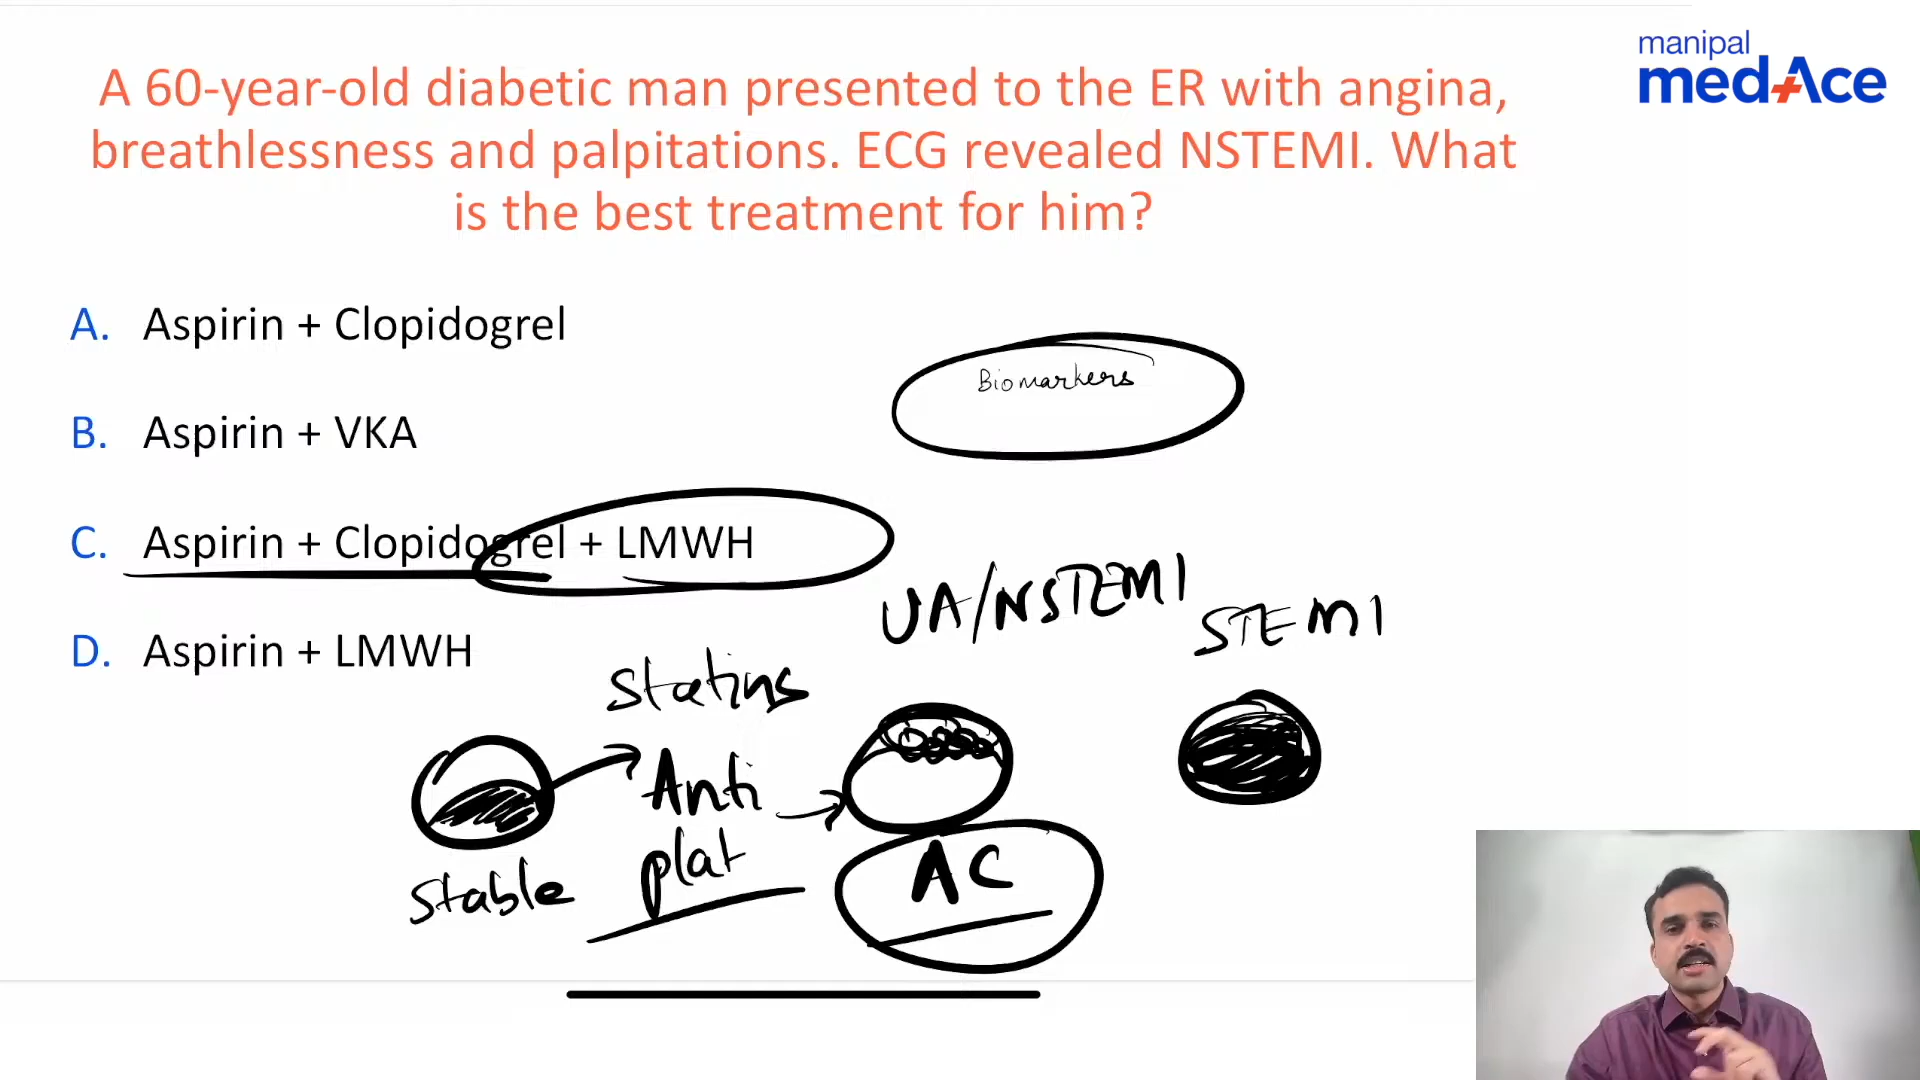 manipal
medAce
A 60-year-old diabetic man presented to the ER with angina,
breathlessness and palpitations. ECG revealed NSTEMI. What
is the best treatment for him?
A. Aspirin + Clopidogrel
B. Aspirin + VKA
C. Aspirin + Clopidogrel + LMWH
D. Aspirin + LMWH
Biomarkers
UA/NSTEMI
STEMI
Statins
Anti
plat
Stable
AC